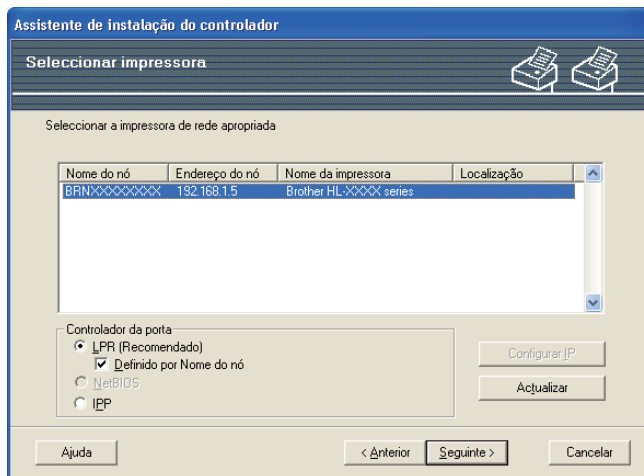 Assistente de instalação do controlador
Seleccionar impressora
Seleccionar a impressora de rede apropriada
Nome do nó Endereço do nó Nome da impressora Localização
BRNXXXXXXXX 192.168.1.5 Brother HL-XXXX series
Controlador da porta
LPR (Recomendado)
Definido por Nome do nó
NetBIOS
IPP
Configurar IP
Actualizar
Ajuda < Anterior Seguinte > Cancelar